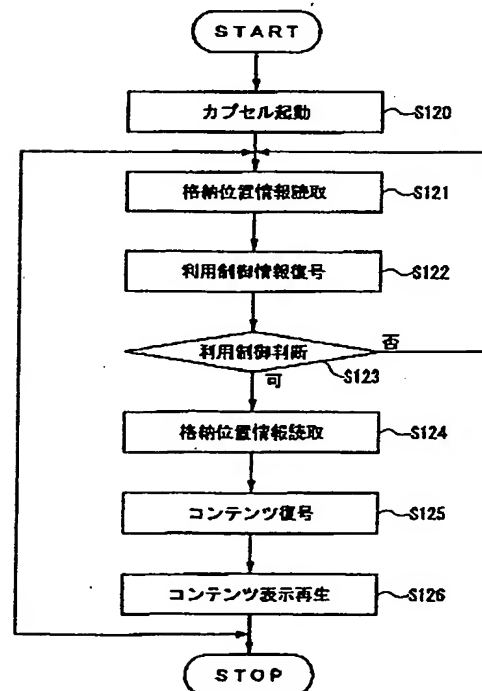 START
カプセル起動 S120
格納位置情報読取 S121
利用制御情報復号 S122
利用制御判断 否
可 S123
格納位置情報読取 S124
コンテンツ復号 S125
コンテンツ表示再生 S126
STOP